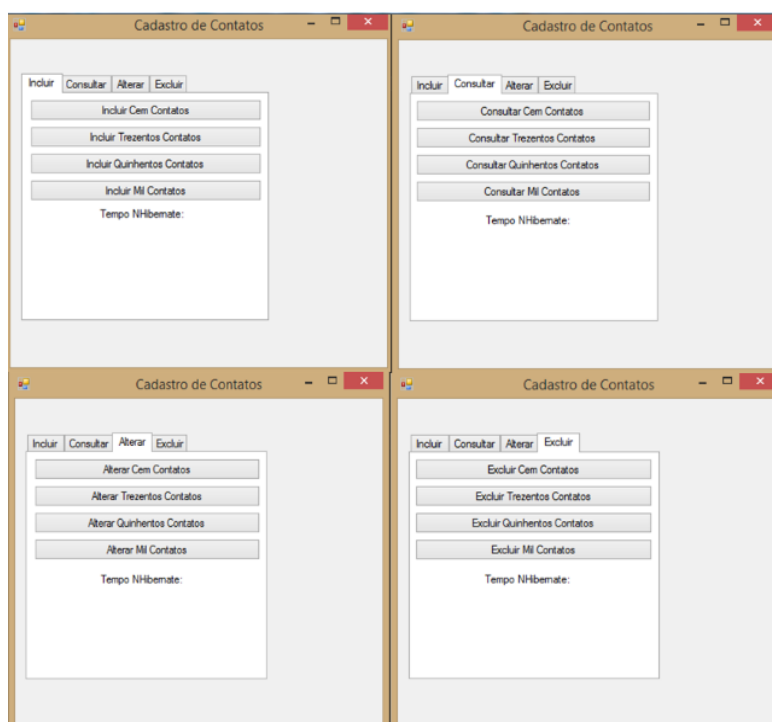 Cadastro de Contatos
Incluir Consultar Alterar Excluir
Incluir Cem Contatos
Incluir Trezentos Contatos
Incluir Quinhentos Contatos
Incluir Mil Contatos
Tempo NHibernate:
Cadastro de Contatos
Incluir Consultar Alterar Excluir
Consultar Cem Contatos
Consultar Trezentos Contatos
Consultar Quinhentos Contatos
Consultar Mil Contatos
Tempo NHibernate:
Cadastro de Contatos
Incluir Consultar Alterar Excluir
Alterar Cem Contatos
Alterar Trezentos Contatos
Alterar Quinhentos Contatos
Alterar Mil Contatos
Tempo NHibernate:
Cadastro de Contatos
Incluir Consultar Alterar Excluir
Excluir Cem Contatos
Excluir Trezentos Contatos
Excluir Quinhentos Contatos
Excluir Mil Contatos
Tempo NHibernate: